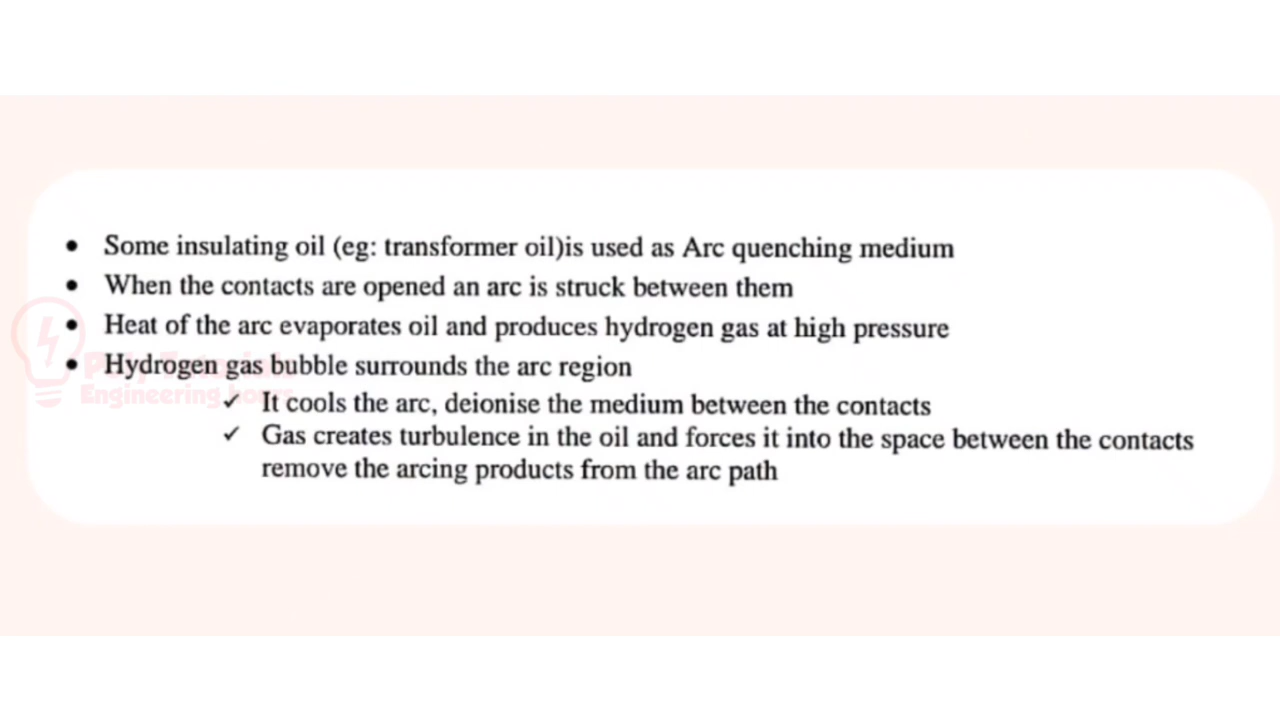 • Some insulating oil (eg: transformer oil)is used as Arc quenching medium
• When the contacts are opened an arc is struck between them
• Heat of the arc evaporates oil and produces hydrogen gas at high pressure
• Hydrogen gas bubble surrounds the arc region
✓ It cools the arc, deionise the medium between the contacts
✓ Gas creates turbulence in the oil and forces it into the space between the contacts
remove the arcing products from the arc path
Engineering